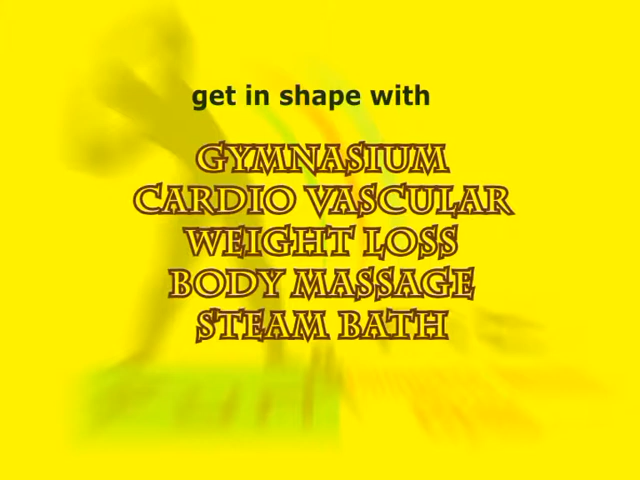 get in shape with
GYMNASIUM
CARDIO VASCULAR
WEIGHT LOSS
BODY MASSAGE
STEAM BATH